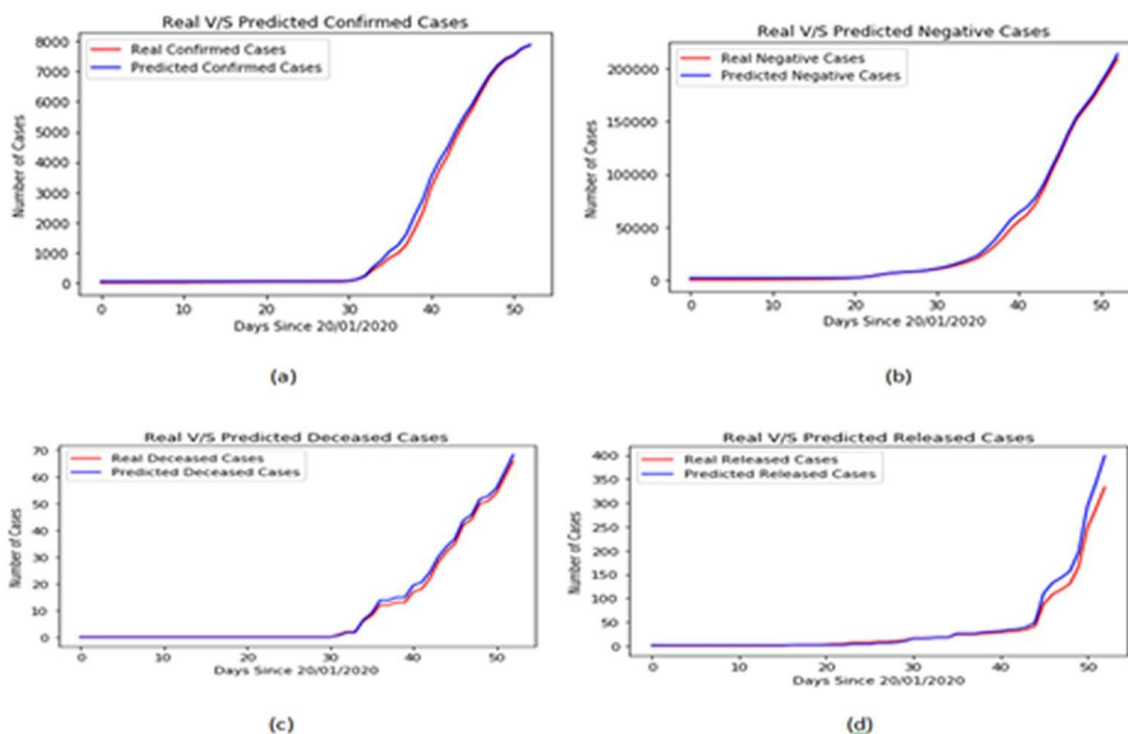 Real V/S Predicted Confirmed Cases
Real Confirmed Cases
Predicted Confirmed Cases
Number of Cases
8000
7000
6000
5000
4000
3000
2000
1000
0
0 10 20 30 40 50
Days Since 20/01/2020
(a)
Real V/S Predicted Negative Cases
Real Negative Cases
Predicted Negative Cases
Number of Cases
200000
150000
100000
50000
0
0 10 20 30 40 50
Days Since 20/01/2020
(b)
Real V/S Predicted Deceased Cases
Real Deceased Cases
Predicted Deceased Cases
Number of Cases
70
60
50
40
30
20
10
0
0 10 20 30 40 50
Days Since 20/01/2020
(c)
Real V/S Predicted Released Cases
Real Released Cases
Predicted Released Cases
Number of Cases
400
350
300
250
200
150
100
50
0
0 10 20 30 40 50
Days Since 20/01/2020
(d)